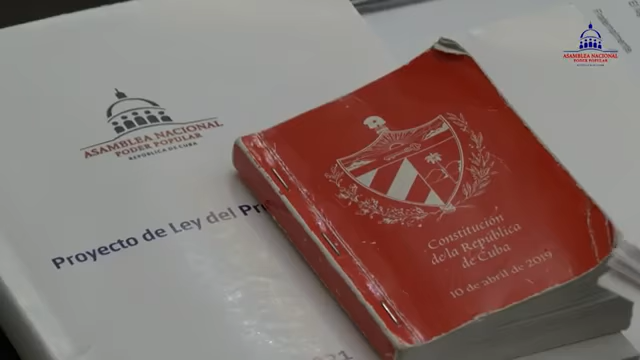 ASAMBLEA NACIONAL
PODER POPULAR
REPÚBLICA DE CUBA
Proyecto de Ley del
Constitución
de la República
de Cuba
10 de abril de 2019
ASAMBLEA NACIONAL
PODER POPULAR